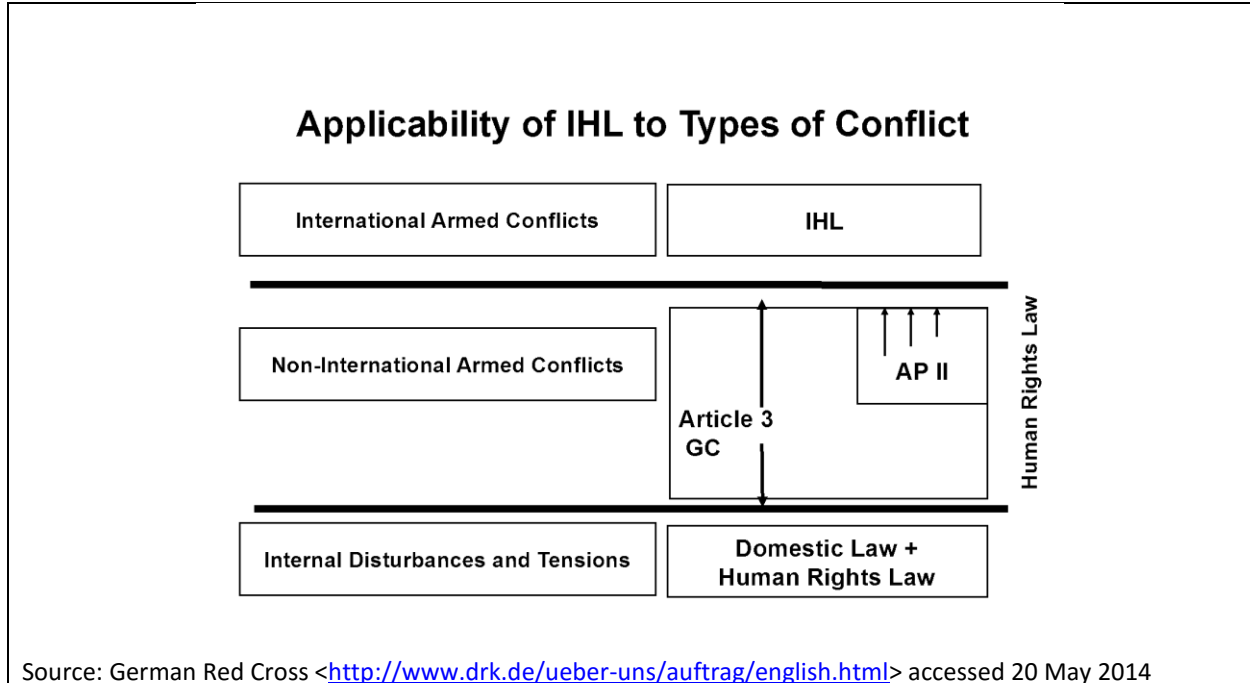 Applicability of IHL to Types of Conflict
International Armed Conflicts
IHL
Non-International Armed Conflicts
AP II
Article 3
GC
Human Rights Law
Internal Disturbances and Tensions
Domestic Law +
Human Rights Law
Source: German Red Cross <http://www.drk.de/ueber-uns/auftrag/english.html> accessed 20 May 2014